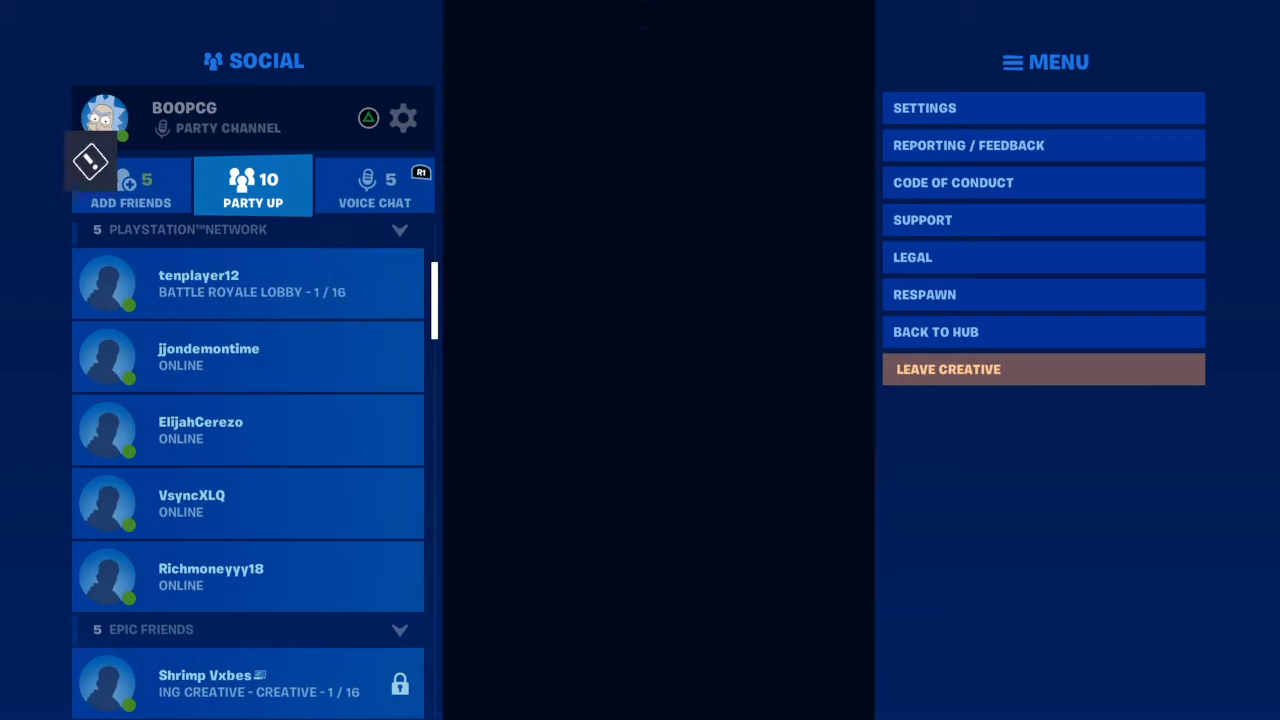 SOCIAL
BOOPCG
PARTY CHANNEL
5
ADD FRIENDS
10
PARTY UP
5
R1
VOICE CHAT
5 PLAYSTATION™NETWORK
tenplayer12
BATTLE ROYALE LOBBY - 1 / 16
jjondemontime
ONLINE
ElijahCerezo
ONLINE
VsyncXLQ
ONLINE
Richmoneyyy18
ONLINE
5 EPIC FRIENDS
Shrimp Vxbes
ING CREATIVE - CREATIVE - 1 / 16
MENU
SETTINGS
REPORTING / FEEDBACK
CODE OF CONDUCT
SUPPORT
LEGAL
RESPAWN
BACK TO HUB
LEAVE CREATIVE